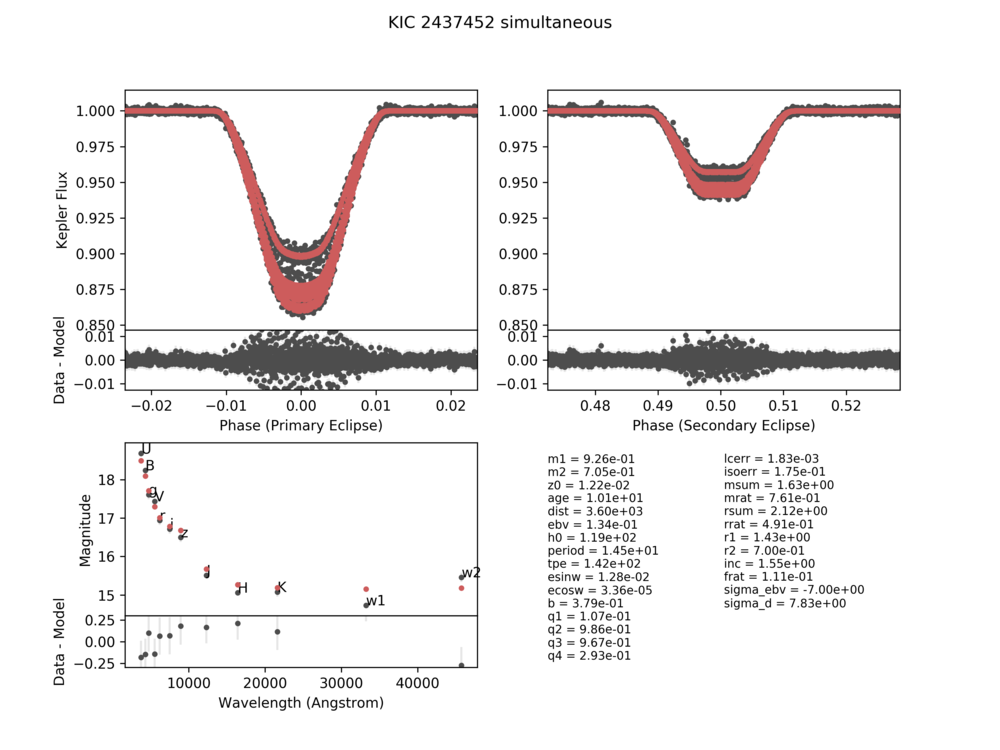 KIC 2437452 simultaneous
1.000
0.975
0.950
0.925
0.900
0.875
0.850
Kepler Flux
0.01
0.00
−0.01
Data - Model
−0.02
−0.01
0.00
0.01
0.02
Phase (Primary Eclipse)
1.000
0.975
0.950
0.925
0.900
0.875
0.850
0.01
0.00
−0.01
0.48
0.49
0.50
0.51
0.52
Phase (Secondary Eclipse)
18
17
16
15
Magnitude
U
B
g
V
r
i
z
J
H
K
w1
w2
0.25
0.00
−0.25
Data - Model
10000
20000
30000
40000
Wavelength (Angstrom)
m1 = 9.26e-01
m2 = 7.05e-01
z0 = 1.22e-02
age = 1.01e+01
dist = 3.60e+03
ebv = 1.34e-01
h0 = 1.19e+02
period = 1.45e+01
tpe = 1.42e+02
esinw = 1.28e-02
ecosw = 3.36e-05
b = 3.79e-01
q1 = 1.07e-01
q2 = 9.86e-01
q3 = 9.67e-01
q4 = 2.93e-01
lcerr = 1.83e-03
isoerr = 1.75e-01
msum = 1.63e+00
mrat = 7.61e-01
rsum = 2.12e+00
rrat = 4.91e-01
r1 = 1.43e+00
r2 = 7.00e-01
inc = 1.55e+00
frat = 1.11e-01
sigma_ebv = -7.00e+00
sigma_d = 7.83e+00